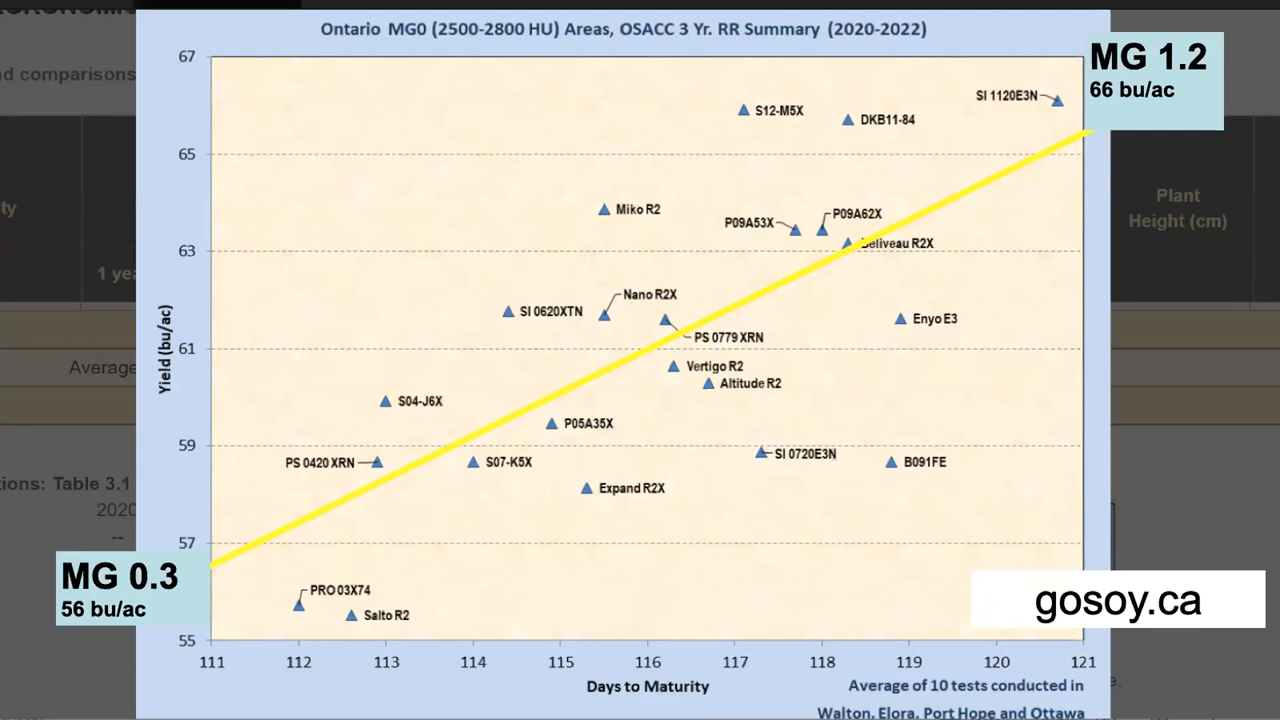 Ontario MG0 (2500-2800 HU) Areas, OSACC 3 Yr. RR Summary (2020-2022)
MG 1.2
66 bu/ac
nd comparisons
67
65
63
61
59
57
55
Yield (bu/ac)
SI 1120E3N
S12-M5X
DKB11-84
Miko R2
P09A53X
P09A62X
Beliveau R2X
Nano R2X
SI 0620XTN
Enyo E3
PS 0779 XRN
Vertigo R2
Altitude R2
S04-J6X
P05A35X
SI 0720E3N
PS 0420 XRN
S07-K5X
B091FE
Expand R2X
PRO 03X74
Salto R2
Plant
Height (cm)
ty
1 yea
Average
tions: Table 3.1
2020
--
MG 0.3
56 bu/ac
gosoy.ca
111 112 113 114 115 116 117 118 119 120 121
Days to Maturity
Average of 10 tests conducted in
Walton, Elora, Port Hope and Ottawa